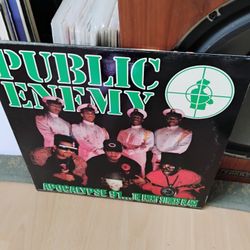 PUBLIC
ENEMY
APOCALYPSE 91...THE ENEMY STRIKES BLACK